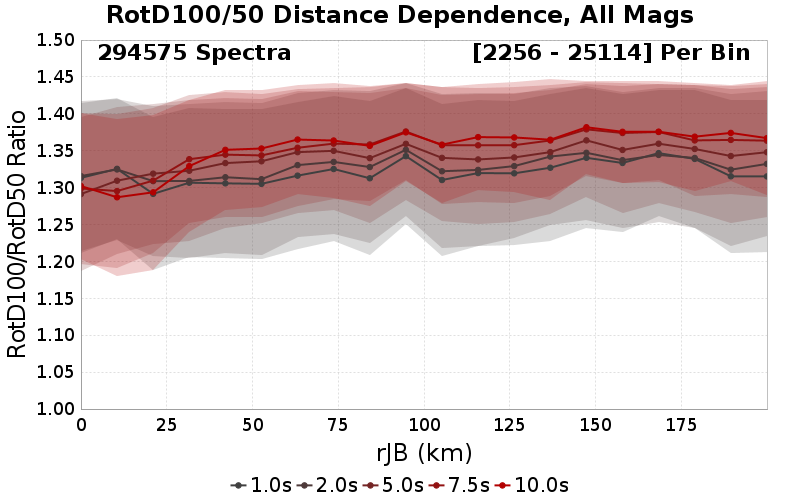 RotD100/50 Distance Dependence, All Mags
294575 Spectra
[2256 - 25114] Per Bin
RotD100/RotD50 Ratio
1.50
1.45
1.40
1.35
1.30
1.25
1.20
1.15
1.10
1.05
1.00
0 25 50 75 100 125 150 175
rJB (km)
1.0s 2.0s 5.0s 7.5s 10.0s